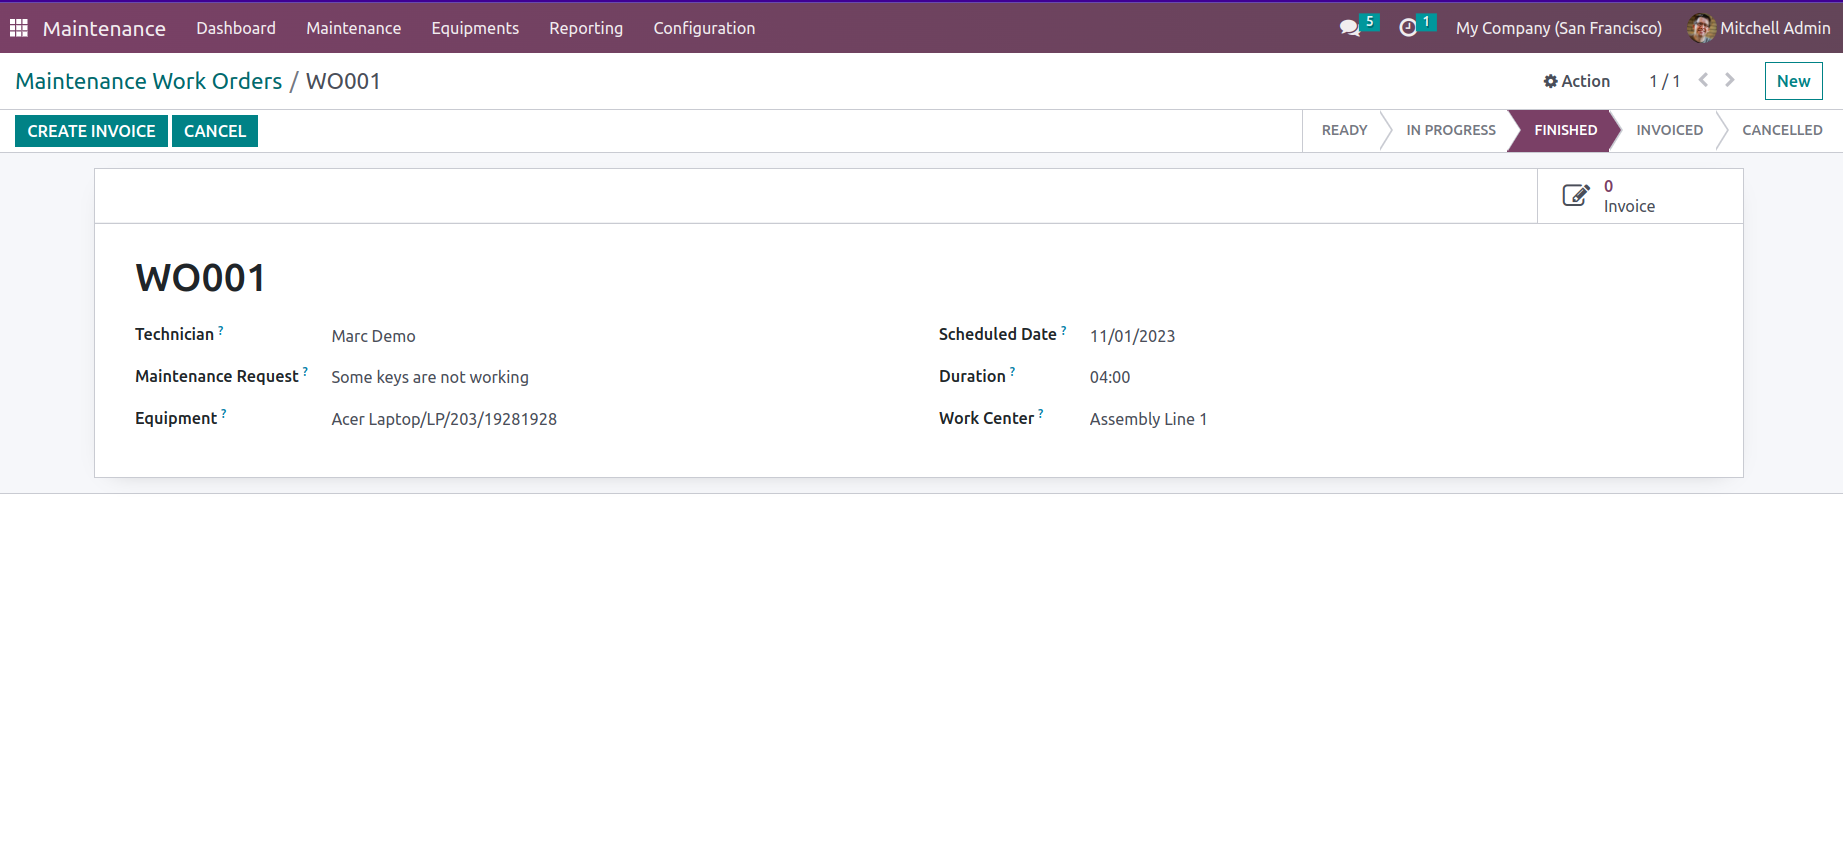 Maintenance Dashboard Maintenance Equipments Reporting Configuration 5 1 My Company (San Francisco) Mitchell Admin
Maintenance Work Orders / WO001 Action 1 / 1 New
CREATE INVOICE CANCEL READY IN PROGRESS FINISHED INVOICED CANCELLED
0
Invoice
WO001
Technician ? Marc Demo Scheduled Date ? 11/01/2023
Maintenance Request ? Some keys are not working Duration ? 04:00
Equipment ? Acer Laptop/LP/203/19281928 Work Center ? Assembly Line 1